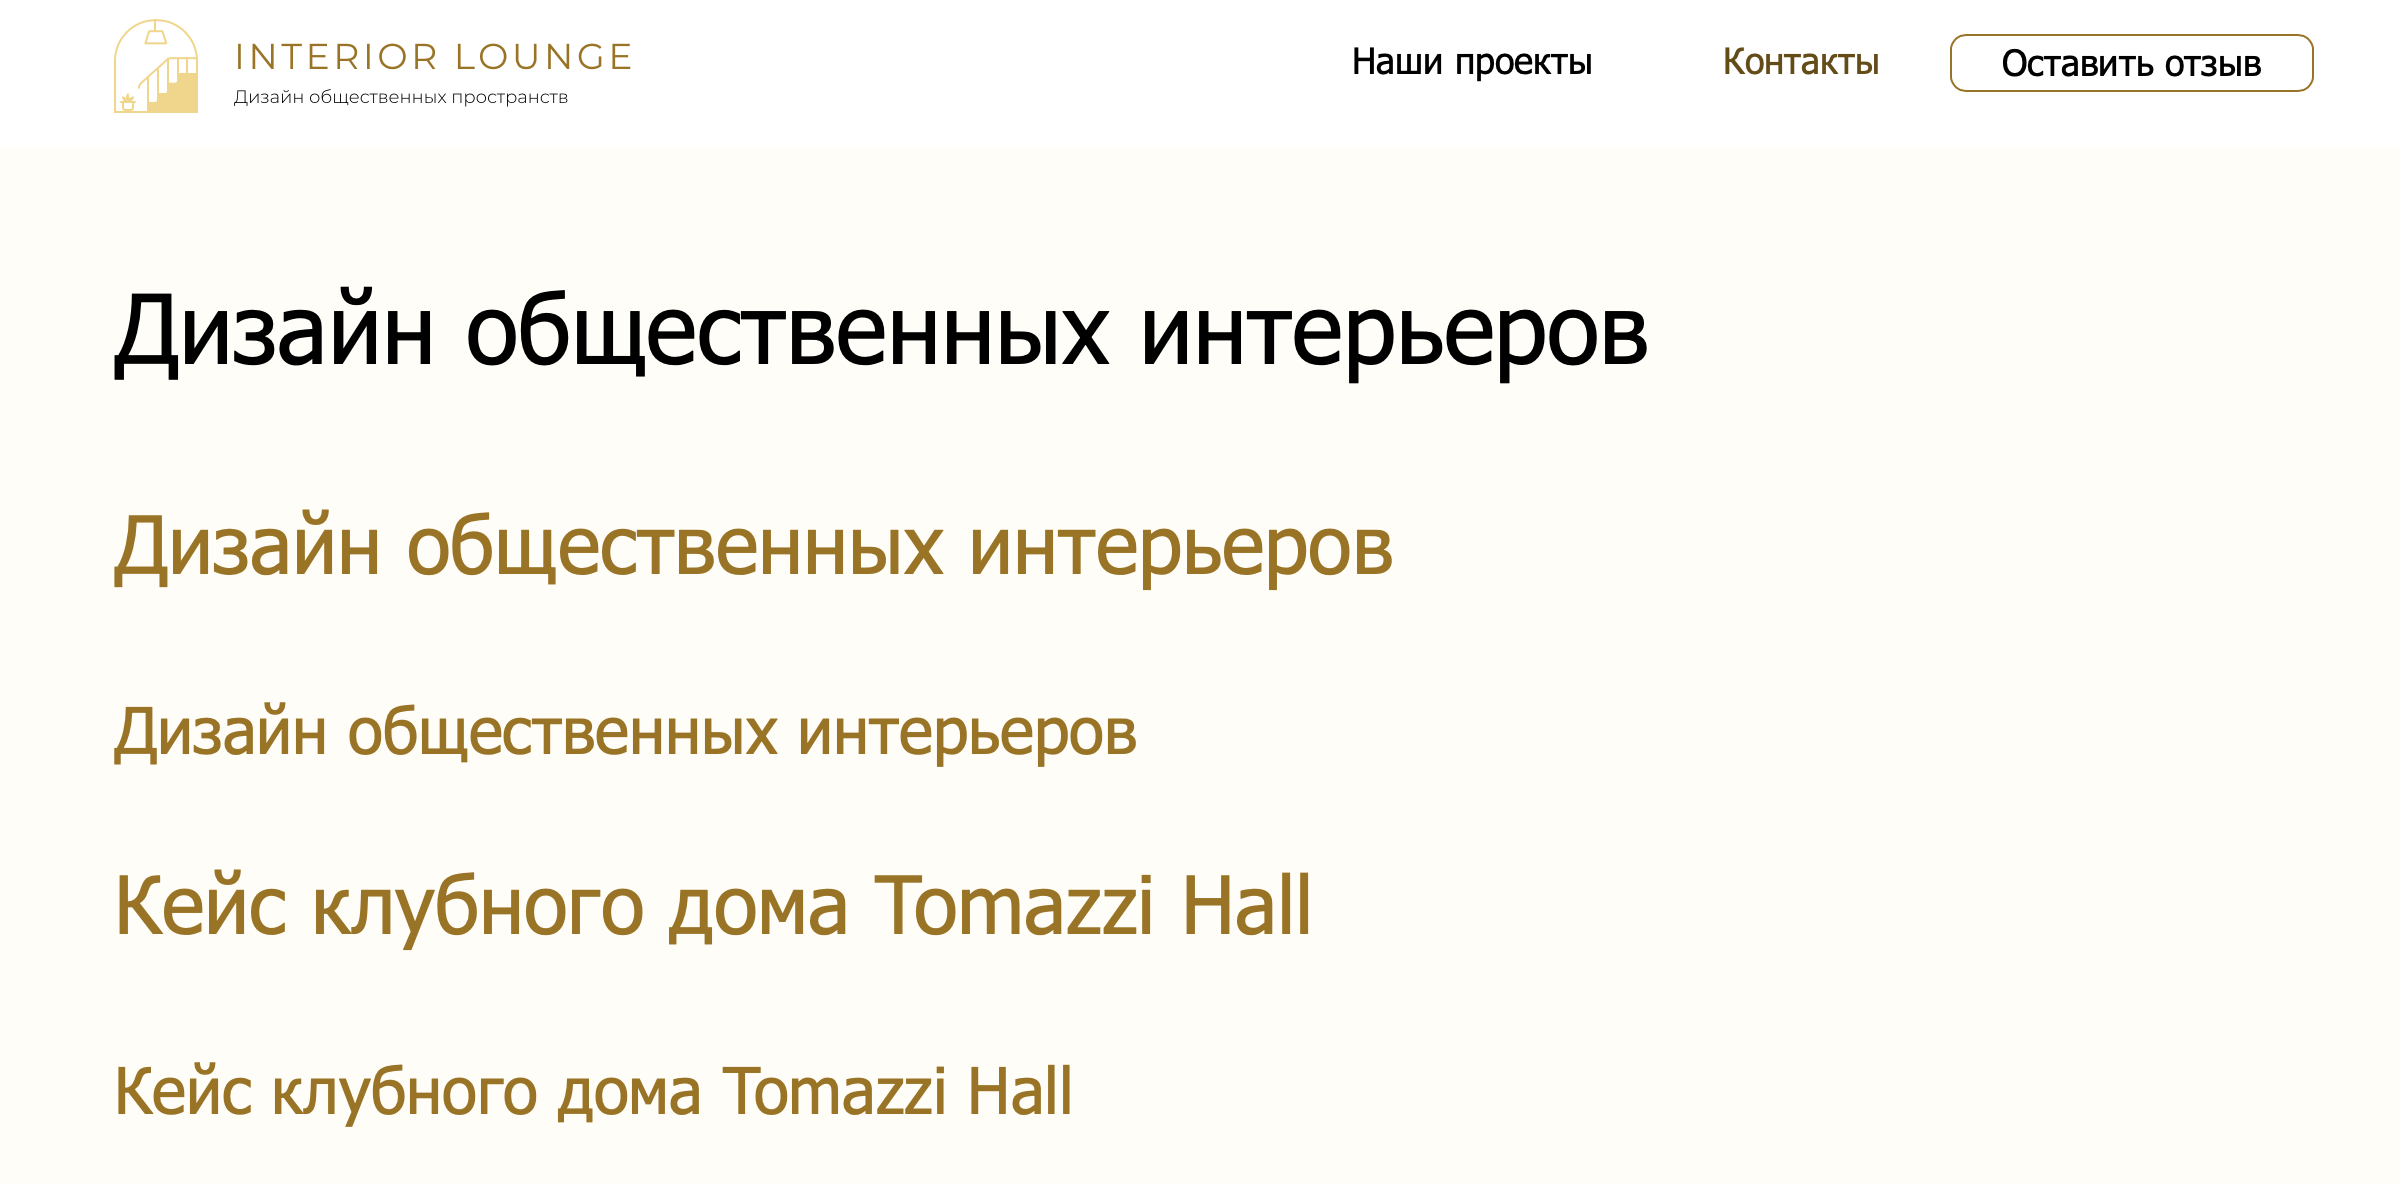 INTERIOR LOUNGE
Дизайн общественных пространств
Наши проекты
Контакты
Оставить отзыв
Дизайн общественных интерьеров
Дизайн общественных интерьеров
Дизайн общественных интерьеров
Кейс клубного дома Tomazzi Hall
Кейс клубного дома Tomazzi Hall